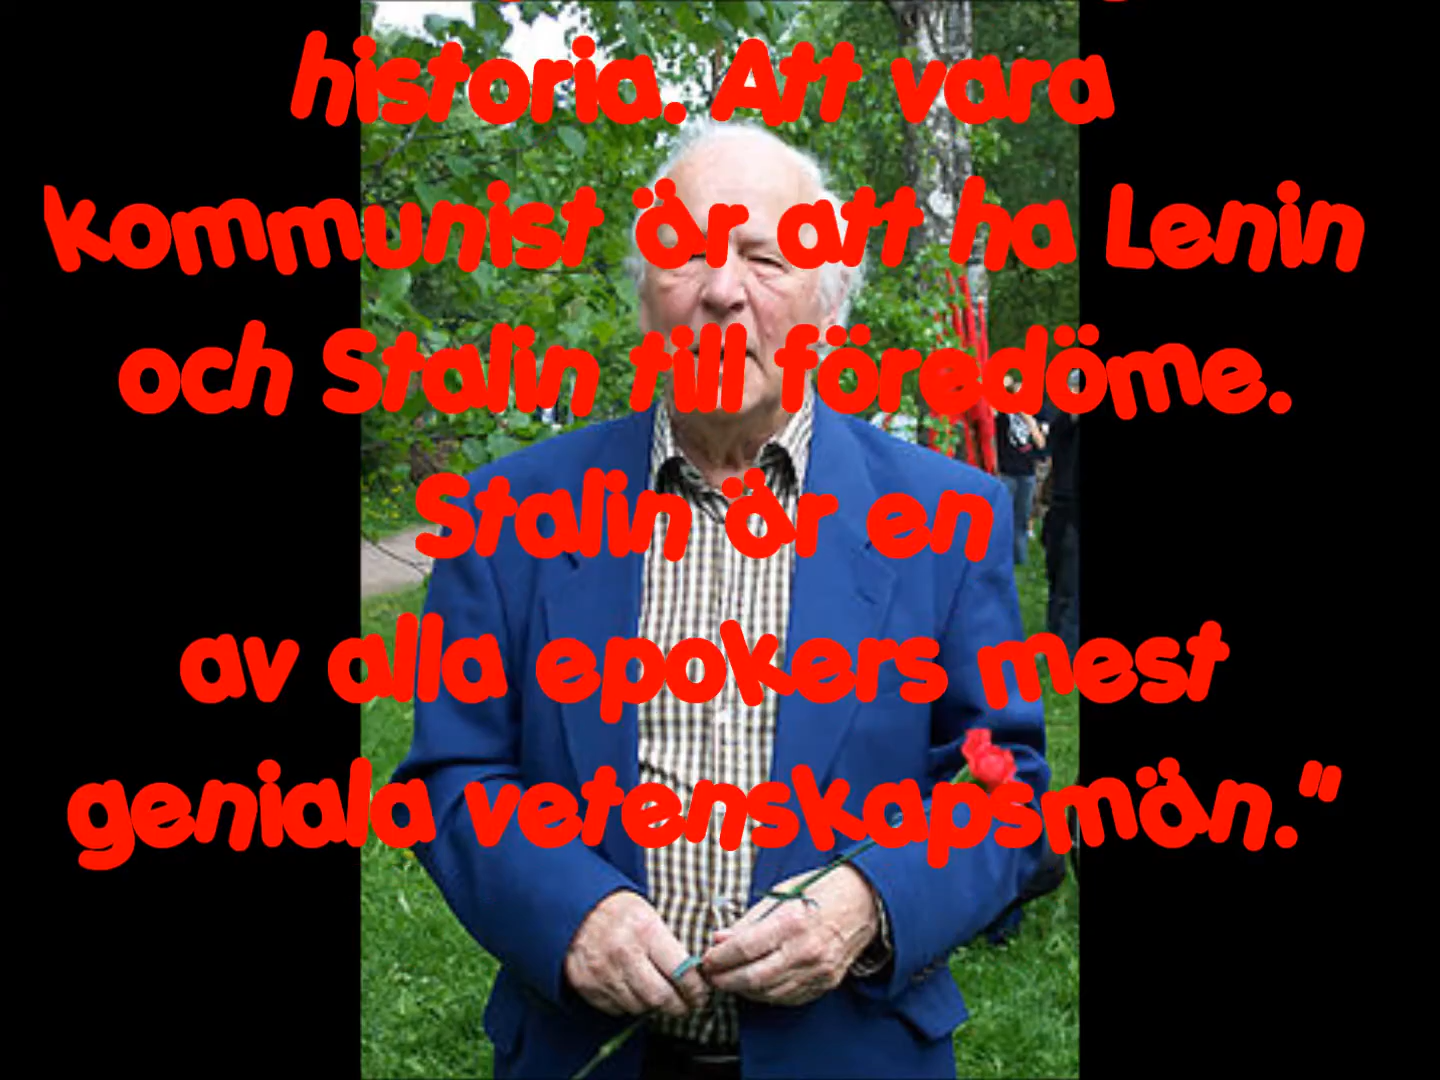 historia. Att vara
kommunist är att ha Lenin
och Stalin till föredöme.
Stalin är en
av alla epokers mest
geniala vetenskapsmän."